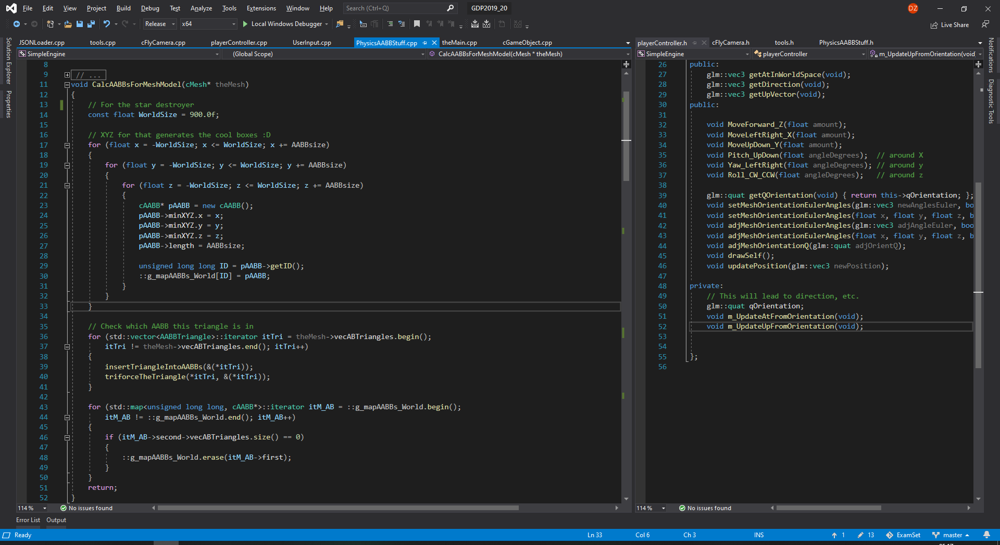 File Edit View Project Build Debug Test Analyze Tools Extensions Window Help Search (Ctrl+Q) GDP2019_20 DZ
Release x64 Local Windows Debugger Live Share
JSONLoader.cpp tools.cpp cFlyCamera.cpp playerController.cpp UserInput.cpp PhysicsAABBStuff.cpp theMain.cpp cGameObject.cpp
SimpleEngine (Global Scope) CalcAABBsForMeshModel(cMesh * theMesh)
Solution Explorer
Properties
8
9 // ...
11 void CalcAABBsForMeshModel(cMesh* theMesh)
12 {
13 // For the star destroyer
14 const float WorldSize = 900.0f;
15
16 // XYZ for that generates the cool boxes :D
17 for (float x = -WorldSize; x <= WorldSize; x += AABBsize)
18 {
19 for (float y = -WorldSize; y <= WorldSize; y += AABBsize)
20 {
21 for (float z = -WorldSize; z <= WorldSize; z += AABBsize)
22 {
23 cAABB* pAABB = new cAABB();
24 pAABB->minXYZ.x = x;
25 pAABB->minXYZ.y = y;
26 pAABB->minXYZ.z = z;
27 pAABB->length = AABBsize;
28
29 unsigned long long ID = pAABB->getID();
30 ::g_mapAABBs_World[ID] = pAABB;
31 }
32 }
33 }
34
35 // Check which AABB this triangle is in
36 for (std::vector<AABBTriangle>::iterator itTri = theMesh->vecABTriangles.begin();
37 itTri != theMesh->vecABTriangles.end(); itTri++)
38 {
39 insertTriangleIntoAABBs(&(*itTri));
40 triforceTheTriangle(*itTri, &(*itTri));
41 }
42
43 for (std::map<unsigned long long, cAABB*>::iterator itM_AB = ::g_mapAABBs_World.begin();
44 itM_AB != ::g_mapAABBs_World.end(); itM_AB++)
45 {
46 if (itM_AB->second->vecABTriangles.size() == 0)
47 {
48 ::g_mapAABBs_World.erase(itM_AB->first);
49 }
50 }
51 return;
52 }
114 % No issues found
playerController.h cFlyCamera.h tools.h PhysicsAABBStuff.h
SimpleEngine playerController m_UpdateUpFromOrientation(void)
26 public:
27 glm::vec3 getAtInWorldSpace(void);
28 glm::vec3 getDirection(void);
29 glm::vec3 getUpVector(void);
30 public:
31
32 void MoveForward_Z(float amount);
33 void MoveLeftRight_X(float amount);
34 void MoveUpDown_Y(float amount);
35 void Pitch_UpDown(float angleDegrees); // around X
36 void Yaw_LeftRight(float angleDegrees); // around y
37 void Roll_CW_CCW(float angleDegrees); // around z
38
39 glm::quat getQOrientation(void) { return this->qOrientation; };
40 void setMeshOrientationEulerAngles(glm::vec3 newAnglesEuler, bo
41 void setMeshOrientationEulerAngles(float x, float y, float z, b
42 void adjMeshOrientationEulerAngles(glm::vec3 adjAngleEuler, boo
43 void adjMeshOrientationEulerAngles(float x, float y, float z, b
44 void adjMeshOrientationQ(glm::quat adjOrientQ);
45 void drawSelf();
46 void updatePosition(glm::vec3 newPosition);
47
48 private:
49 // This will lead to direction, etc.
50 glm::quat qOrientation;
51 void m_UpdateAtFromOrientation(void);
52 void m_UpdateUpFromOrientation(void);
53
54
55 };
56
114 % No issues found
Notifications
Diagnostic Tools
Error List Output
Ready Ln 33 Col 6 Ch 3 INS 1 13 ExamSet master